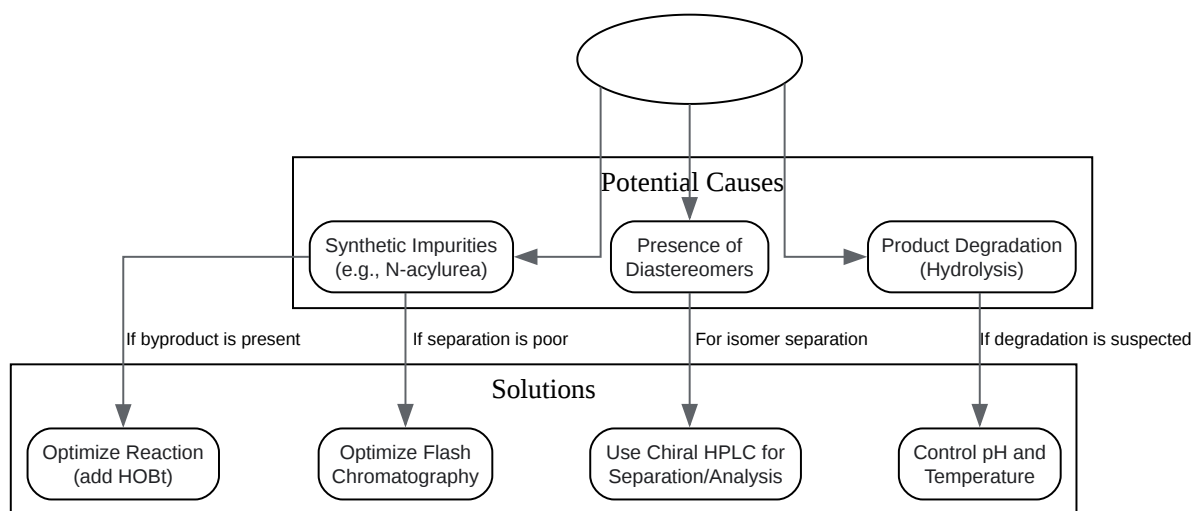 Potential Causes
Synthetic Impurities
(e.g., N-acylurea)
Presence of
Diastereomers
Product Degradation
(Hydrolysis)
If byproduct is present
If separation is poor
For isomer separation
If degradation is suspected
Solutions
Optimize Reaction
(add HOBt)
Optimize Flash
Chromatography
Use Chiral HPLC for
Separation/Analysis
Control pH and
Temperature